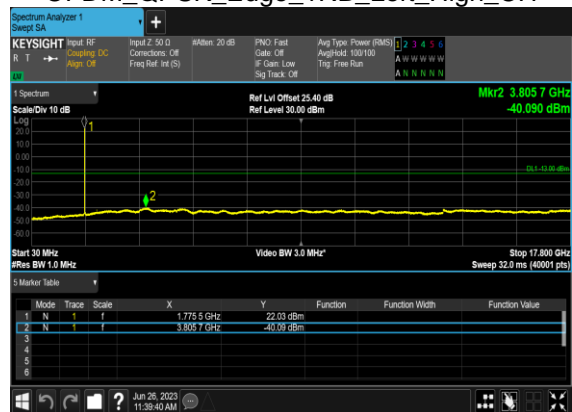 Spectrum Analyzer 1
Swept SA
+
KEYSIGHT Input: RF Input Z: 50 Ω #Atten: 20 dB PNO: Fast Avg Type: Power (RMS) 1 2 3 4 5 6
R T Coupling: DC Corrections: Off Gate: Off Avg|Hold: 100/100 A W W W W W
Align: Off Freq Ref: Int (S) IF Gain: Low Trig: Free Run
Sig Track: Off A N N N N N
LW
1 Spectrum Ref Lvl Offset 25.40 dB Mkr2 3.805 7 GHz
Scale/Div 10 dB Ref Level 30.00 dBm -40.090 dBm
Log
20.0
10.0
0.00
-10.0
-20.0
-30.0
-40.0
-50.0
-60.0
1
2
DL1 -13.00 dBm
Start 30 MHz Video BW 3.0 MHz* Stop 17.800 GHz
#Res BW 1.0 MHz Sweep 32.0 ms (40001 pts)
5 Marker Table
Mode Trace Scale X Y Function Function Width Function Value
1 N 1 f 1.775 5 GHz 22.03 dBm
2 N 1 f 3.805 7 GHz -40.09 dBm
3
4
5
6
? Jun 26, 2023
11:39:40 AM